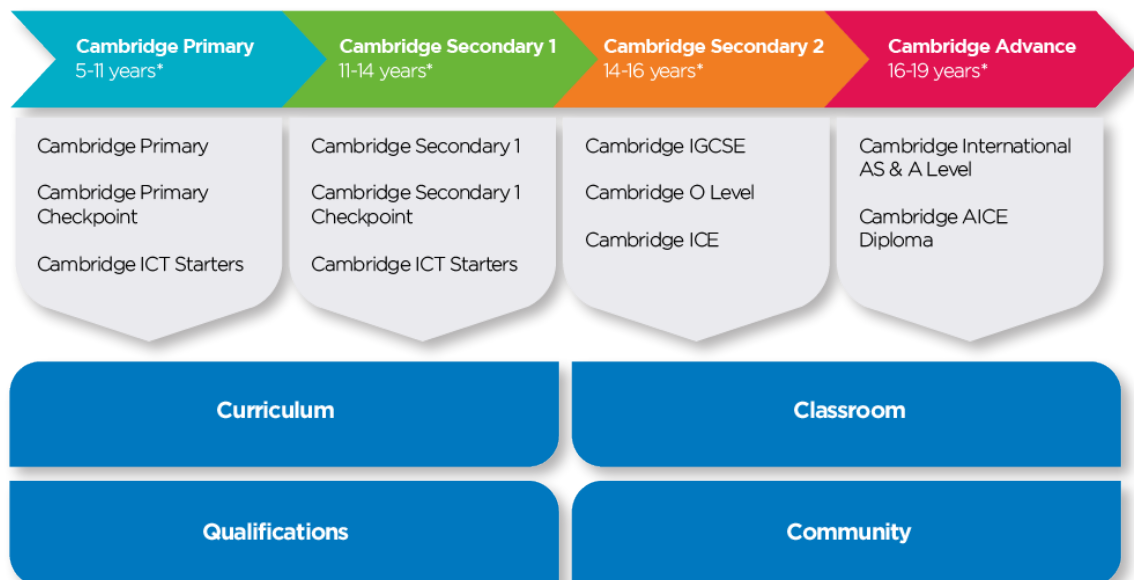 Cambridge Primary
5-11 years*
Cambridge Secondary 1
11-14 years*
Cambridge Secondary 2
14-16 years*
Cambridge Advance
16-19 years*
Cambridge Primary
Cambridge Primary
Checkpoint
Cambridge ICT Starters
Cambridge Secondary 1
Cambridge Secondary 1
Checkpoint
Cambridge ICT Starters
Cambridge IGCSE
Cambridge O Level
Cambridge ICE
Cambridge International
AS & A Level
Cambridge AICE
Diploma
Curriculum
Classroom
Qualifications
Community